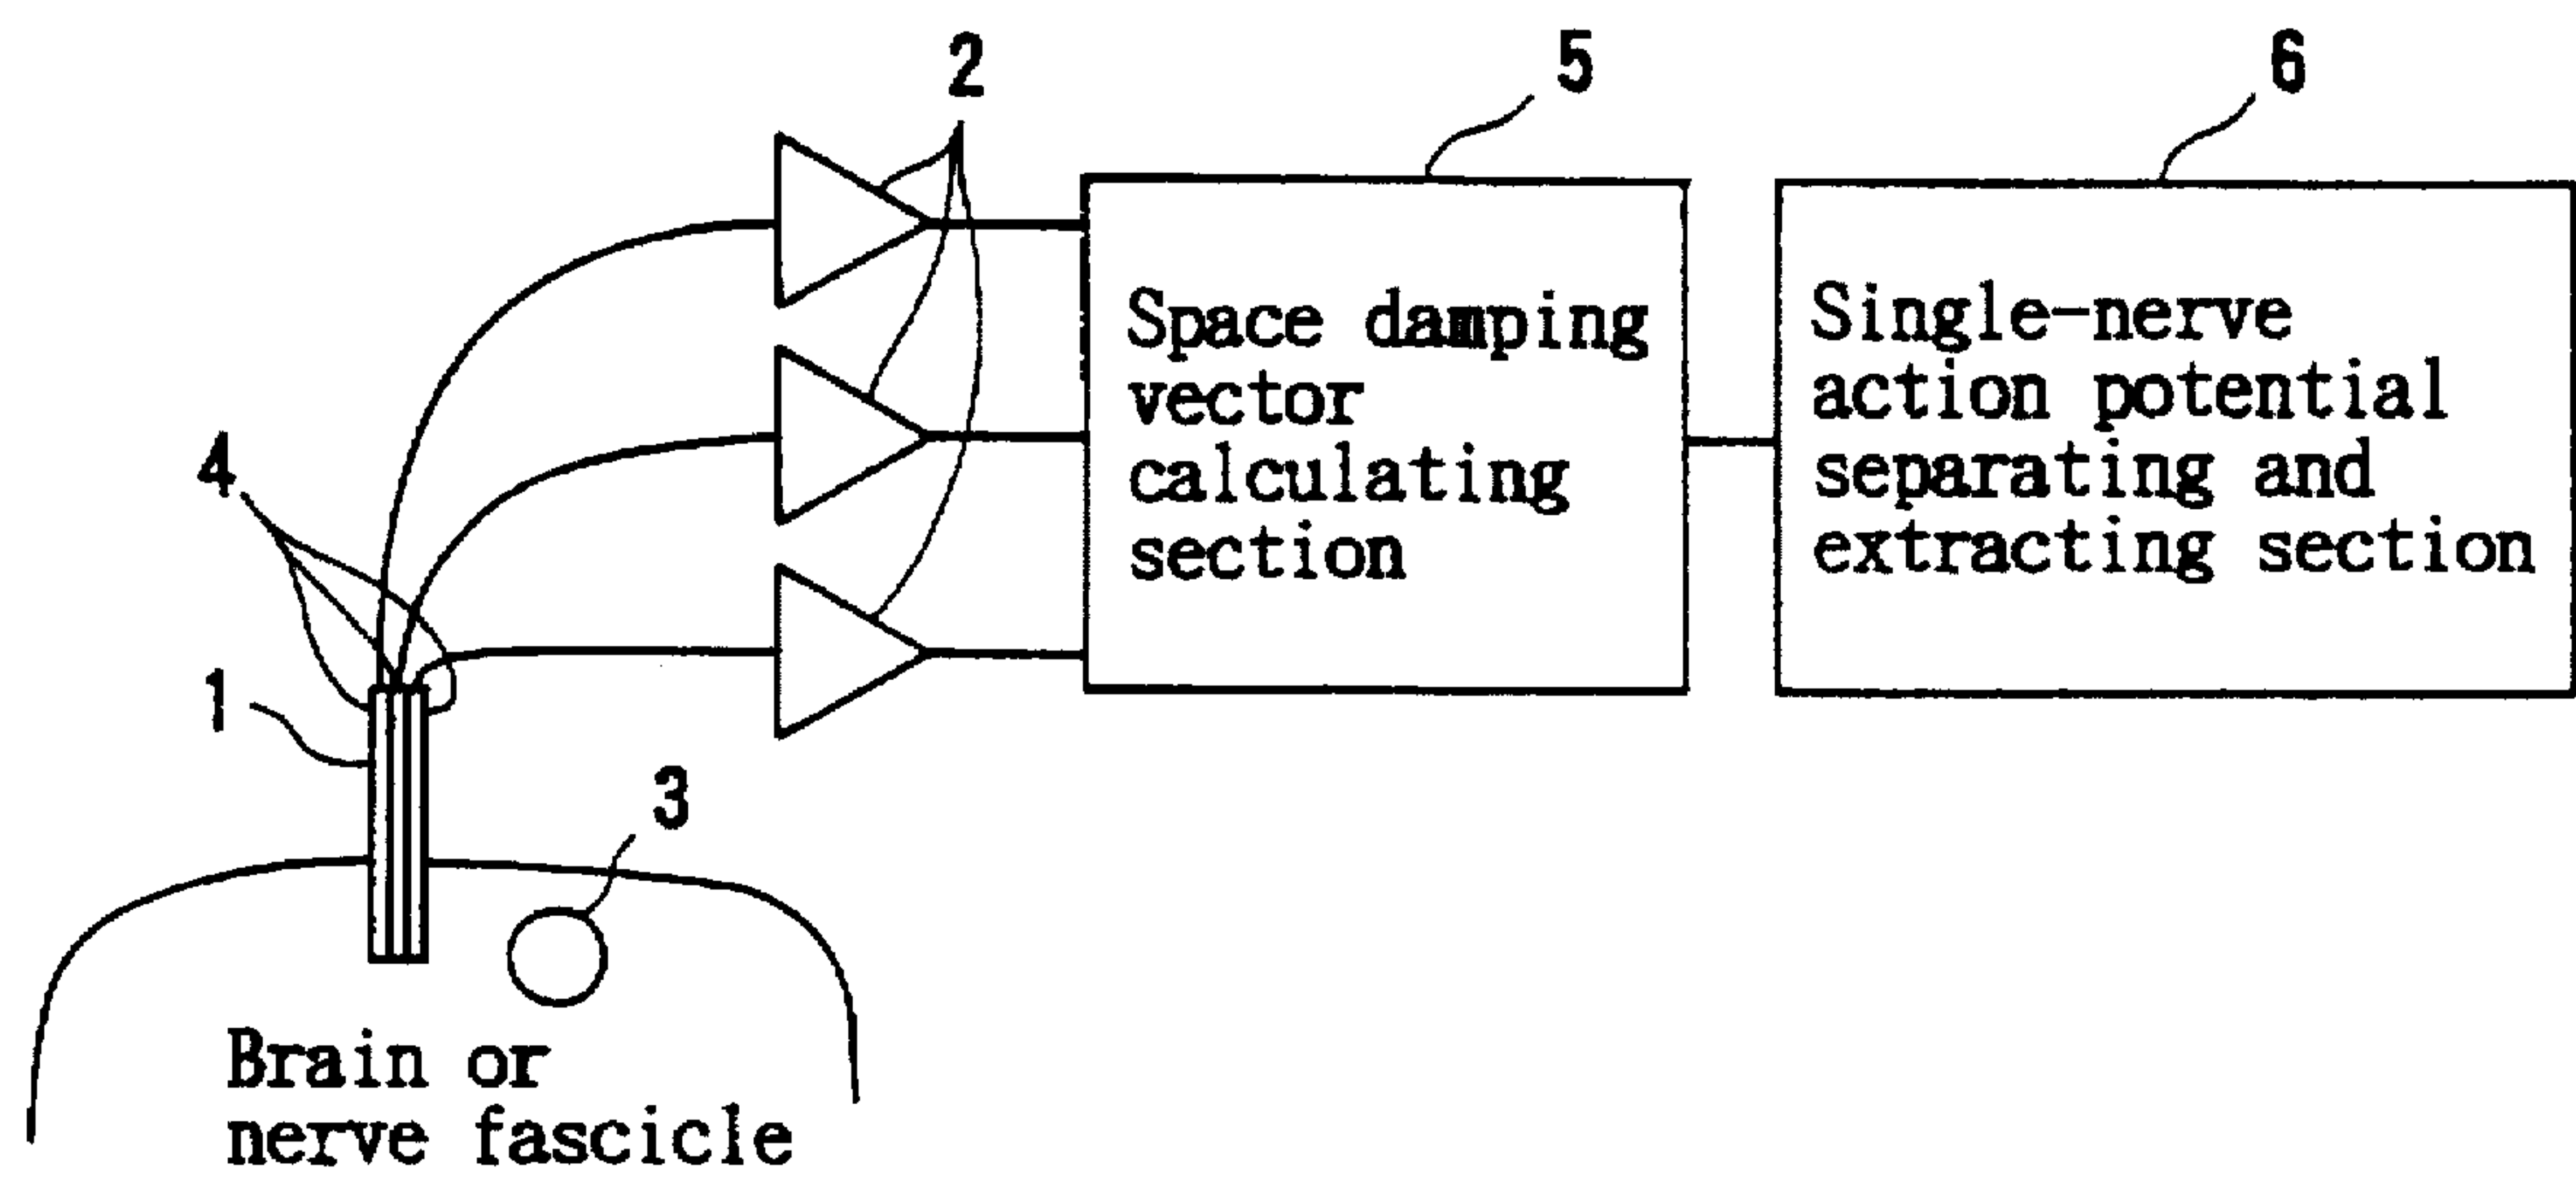 2
5
6
Space damping
vector
calculating
section
Single-nerve
action potential
separating and
extracting section
4
1
3
Brain or
nerve fascicle